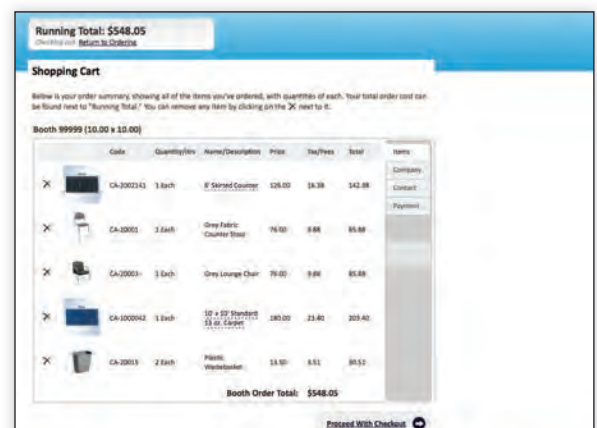 Running Total: $548.05
Checking out. Return to Ordering
Shopping Cart
Below is your order summary, showing all of the items you've ordered, with quantities of each. Your total order cost can
be found next to "Running Total." You can remove any item by clicking on the X next to it.
Booth 99999 (10.00 x 10.00)
Code Quantity/Hrs Name/Description Price Tax/Fees Total
Items
Company
Contact
Payment
CA-2002141 1 Each 6' Skirted Counter 126.00 16.38 142.38
CA-20001 1 Each Grey Fabric
Counter Stool 76.00 9.88 85.88
CA-20003- 1 Each Grey Lounge Chair 76.00 9.88 85.88
CA-1000042 1 Each 10' x 10' Standard
13 oz. Carpet 180.00 23.40 203.40
CA-20015 2 Each Plastic
Wastebasket 13.50 3.51 30.51
Booth Order Total: $548.05
Proceed With Checkout